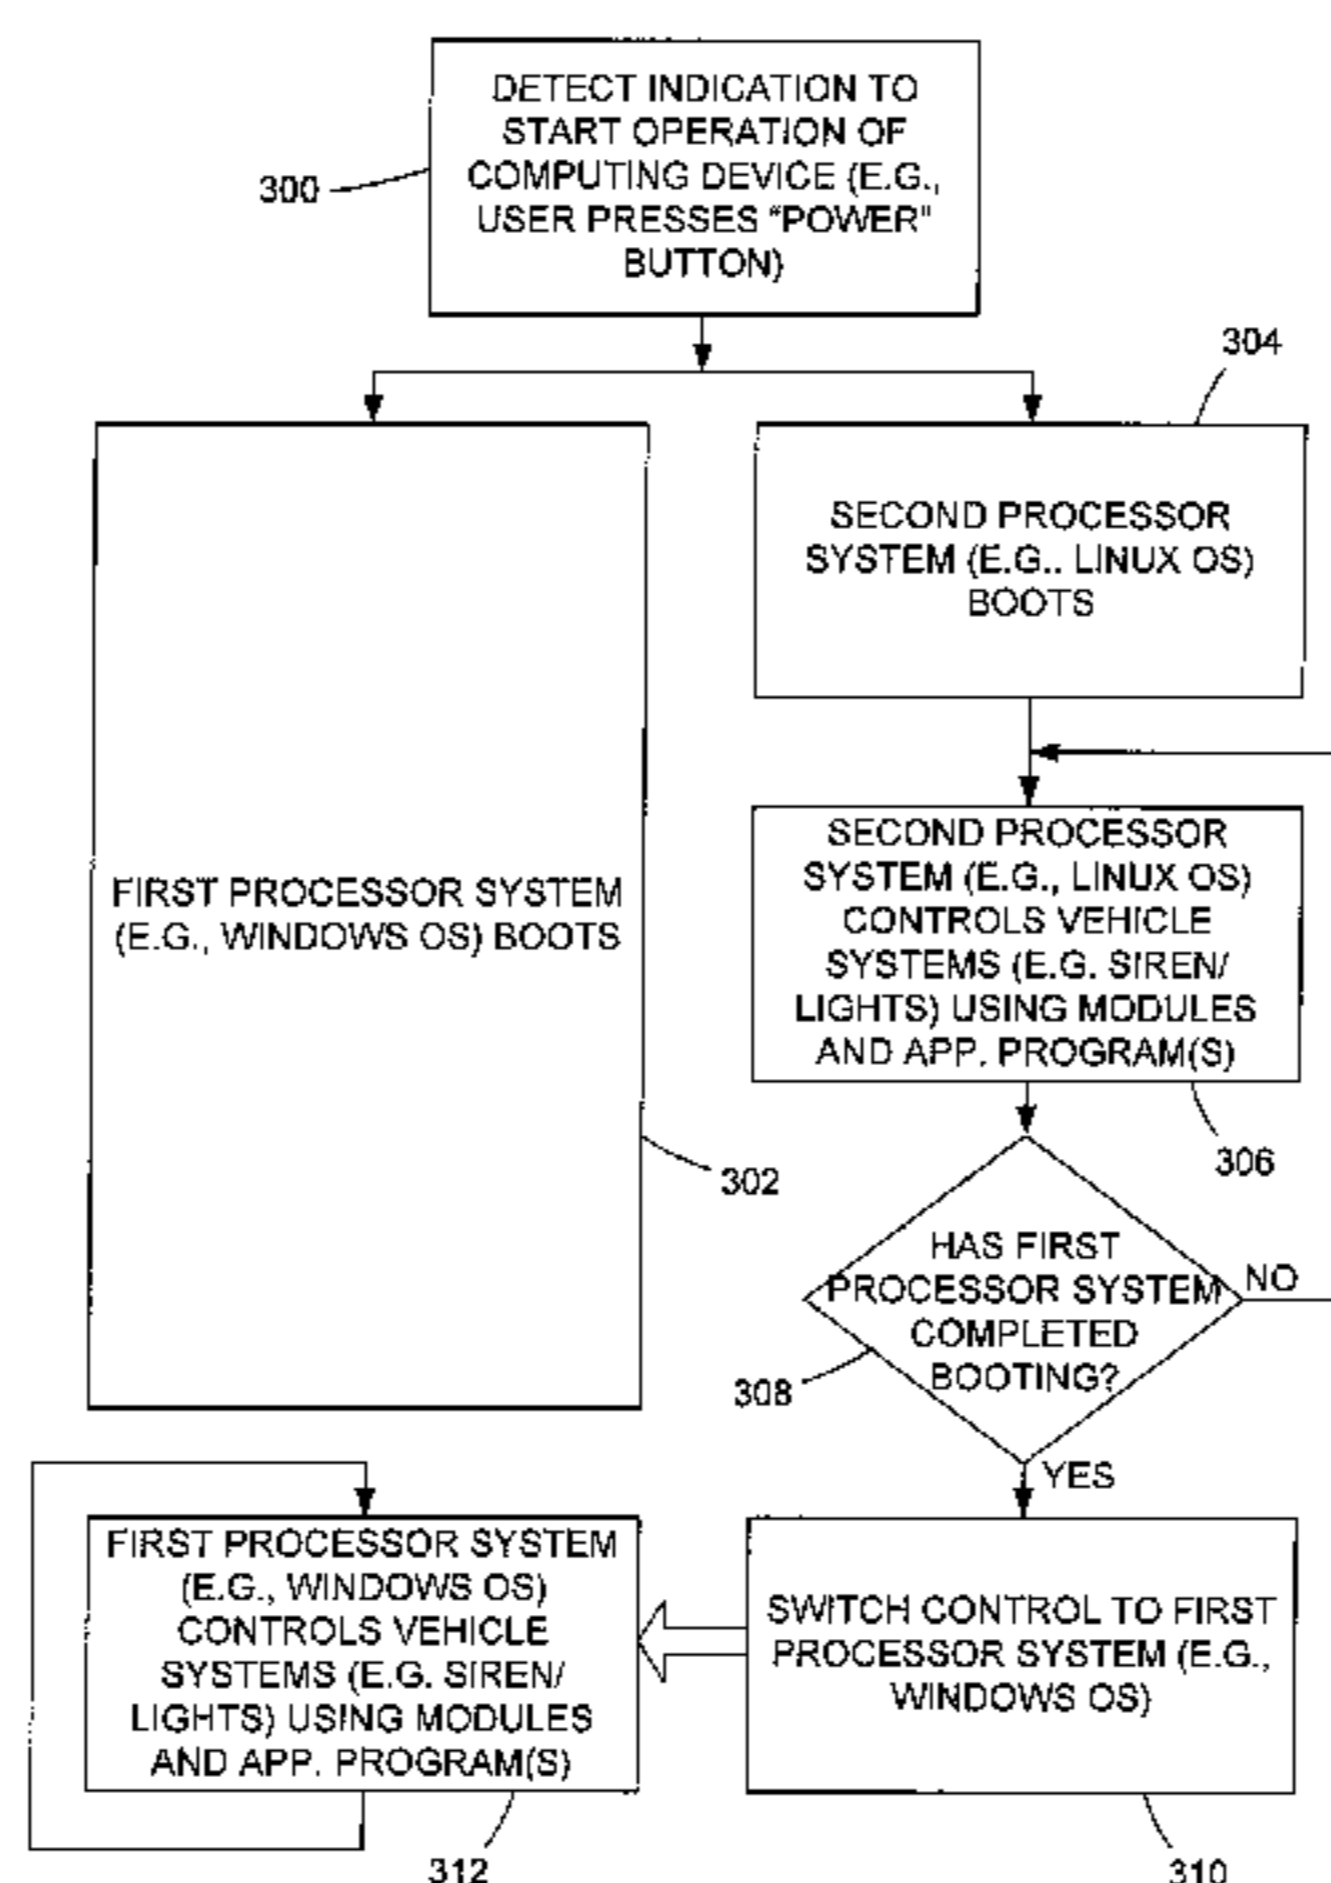 DETECT INDICATION TO
START OPERATION OF
COMPUTING DEVICE (E.G.,
USER PRESSES "POWER"
BUTTON)
300
304
SECOND PROCESSOR
SYSTEM (E.G.. LINUX OS)
BOOTS
FIRST PROCESSOR SYSTEM
(E.G., WINDOWS OS) BOOTS
302
SECOND PROCESSOR
SYSTEM (E.G., LINUX OS)
CONTROLS VEHICLE
SYSTEMS (E.G. SIREN/
LIGHTS) USING MODULES
AND APP. PROGRAM(S)
306
HAS FIRST
PROCESSOR SYSTEM
COMPLETED
BOOTING?
NO
308
YES
SWITCH CONTROL TO FIRST
PROCESSOR SYSTEM (E.G.,
WINDOWS OS)
310
FIRST PROCESSOR SYSTEM
(E.G., WINDOWS OS)
CONTROLS VEHICLE
SYSTEMS (E.G. SIREN/
LIGHTS) USING MODULES
AND APP. PROGRAM(S)
312